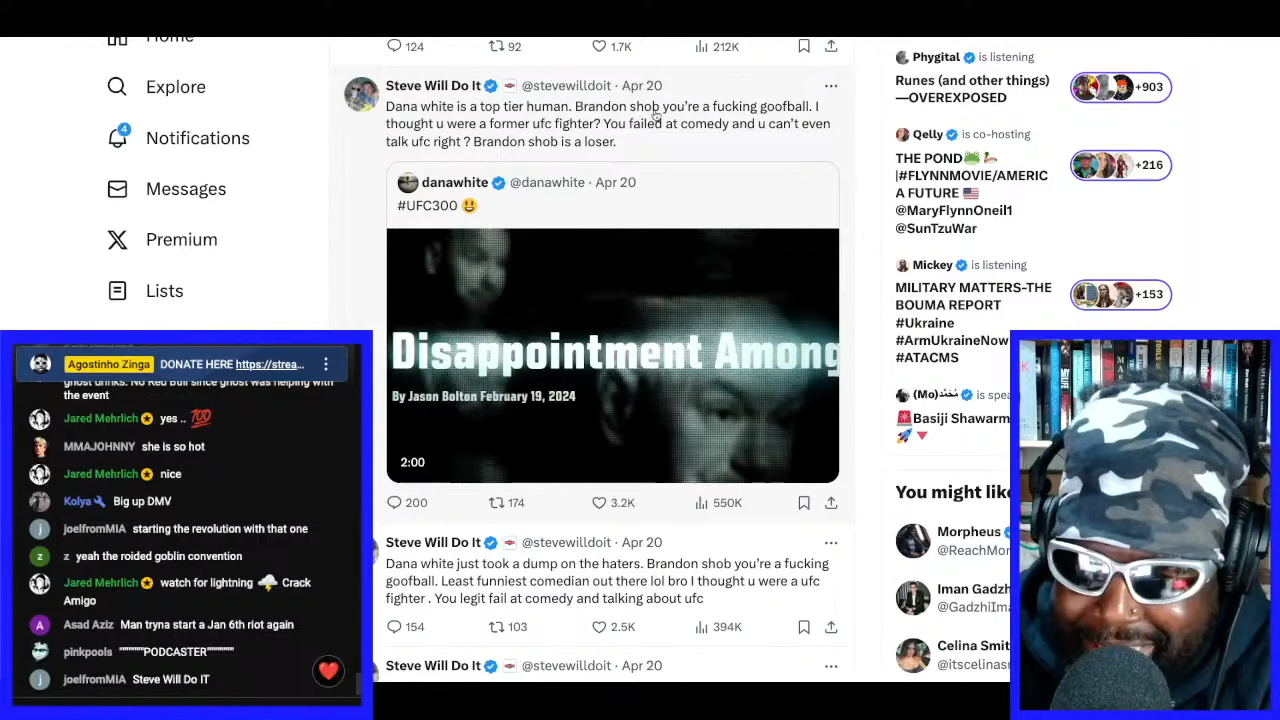 Home
Explore
4
Notifications
Messages
Premium
Lists
124
92
1.7K
212K
Steve Will Do It @stevewilldoit · Apr 20
Dana white is a top tier human. Brandon shob you're a fucking goofball. I
thought u were a former ufc fighter? You failed at comedy and u can't even
talk ufc right ? Brandon shob is a loser.
danawhite @danawhite · Apr 20
#UFC300 😃
Disappointment Among
By Jason Bolton February 19, 2024
2:00
200
174
3.2K
550K
Steve Will Do It @stevewilldoit · Apr 20
Dana white just took a dump on the haters. Brandon shob you're a fucking
goofball. Least funniest comedian out there lol bro I thought u were a ufc
fighter . You legit fail at comedy and talking about ufc
154
103
2.5K
394K
Steve Will Do It @stevewilldoit · Apr 20
Phygital is listening
Runes (and other things)
—OVEREXPOSED
+903
Qelly is co-hosting
THE POND🐸🦆
|#FLYNNMOVIE/AMERIC
A FUTURE 🇺🇸
@MaryFlynnOneil1
@SunTzuWar
+216
Mickey is listening
MILITARY MATTERS-THE
BOUMA REPORT
#Ukraine
#ArmUkraineNow
#ATACMS
+153
(Mo) is spea
🚨Basiji Shawarm
🚀🔻
You might like
Morpheus
@ReachMor
Iman Gadzhi
@GadzhiIma
Celina Smit
@itscelinas
Agostinho Zinga DONATE HERE https://strea...
ghost drinks. No Red Bull since ghost was helping with
the event
Jared Mehrlich yes .. 💯
MMAJOHNNY she is so hot
Jared Mehrlich nice
Kolya Big up DMV
joelfromMIA starting the revolution with that one
z yeah the roided goblin convention
Jared Mehrlich watch for lightning 🌩️ Crack
Amigo
Asad Aziz Man tryna start a Jan 6th riot again
pinkpools """""""PODCASTER"""""""
joelfromMIA Steve Will Do IT